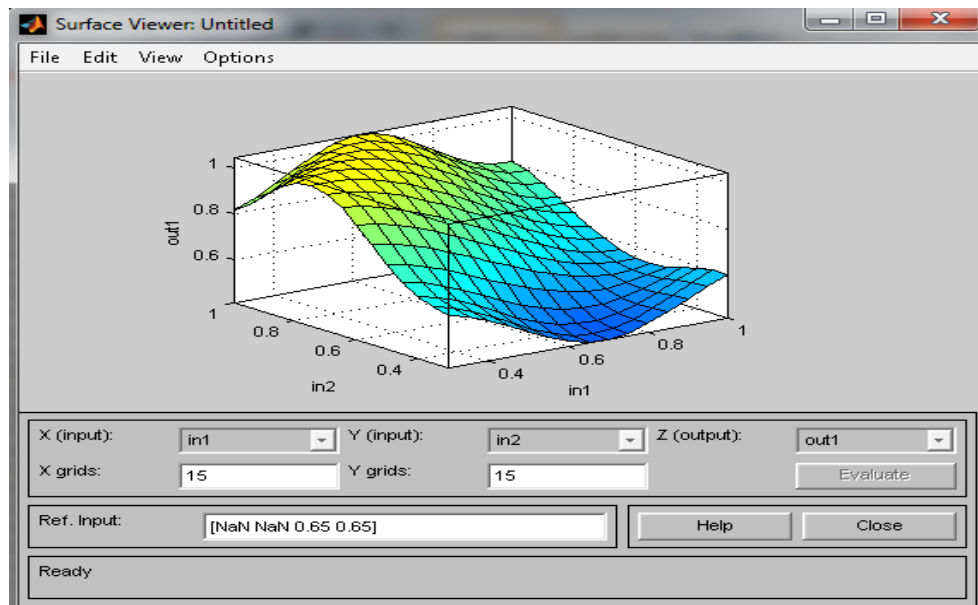 Surface Viewer: Untitled
File Edit View Options
1
0.8
0.6
out1
1
0.8
0.6
0.4
in2
0.4
0.6
0.8
1
in1
X (input): in1 Y (input): in2 Z (output): out1
X grids: 15 Y grids: 15 Evaluate
Ref. Input: [NaN NaN 0.65 0.65] Help Close
Ready